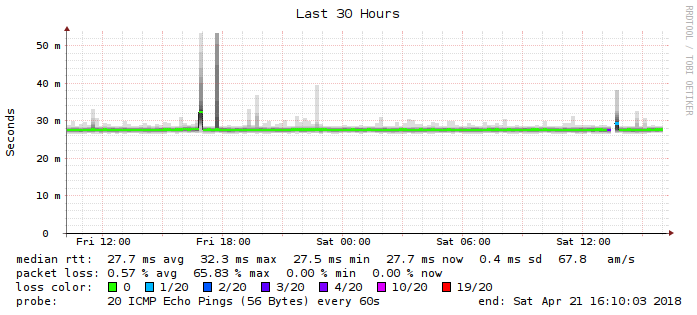 Last 30 Hours
RRDTOOL / TOBI OETIKER
Seconds
50 m
40 m
30 m
20 m
10 m
0
Fri 12:00 Fri 18:00 Sat 00:00 Sat 06:00 Sat 12:00
median rtt: 27.7 ms avg 32.3 ms max 27.5 ms min 27.7 ms now 0.4 ms sd 67.8 am/s
packet loss: 0.57 % avg 65.83 % max 0.00 % min 0.00 % now
loss color: 0 1/20 2/20 3/20 4/20 10/20 19/20
probe: 20 ICMP Echo Pings (56 Bytes) every 60s end: Sat Apr 21 16:10:03 2018